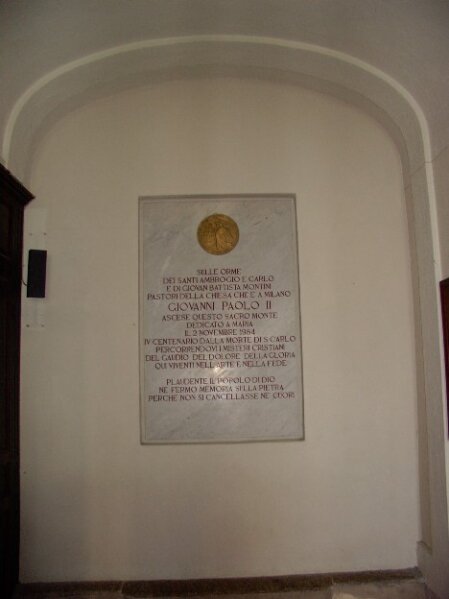 SULLE ORME
DEI SANTI AMBROGIO E CARLO
E DI GIOVAN BATTISTA MONTINI
PASTORI DELLA CHIESA CHE È A MILANO
GIOVANNI PAOLO II
ASCESE QUESTO SACRO MONTE
DEDICATO A MARIA
IL 2 NOVEMBRE 1984
IV CENTENARIO DALLA MORTE DI S. CARLO
PERCORRENDOVI I MISTERI CRISTIANI
DEL GAUDIO DEL DOLORE DELLA GLORIA
QUI VIVENTI NELL'ARTE E NELLA FEDE
PLAUDENTE IL POPOLO DI DIO
NE FERMÒ MEMORIA SULLA PIETRA
PERCHÉ NON SI CANCELLASSE NE' CUORI